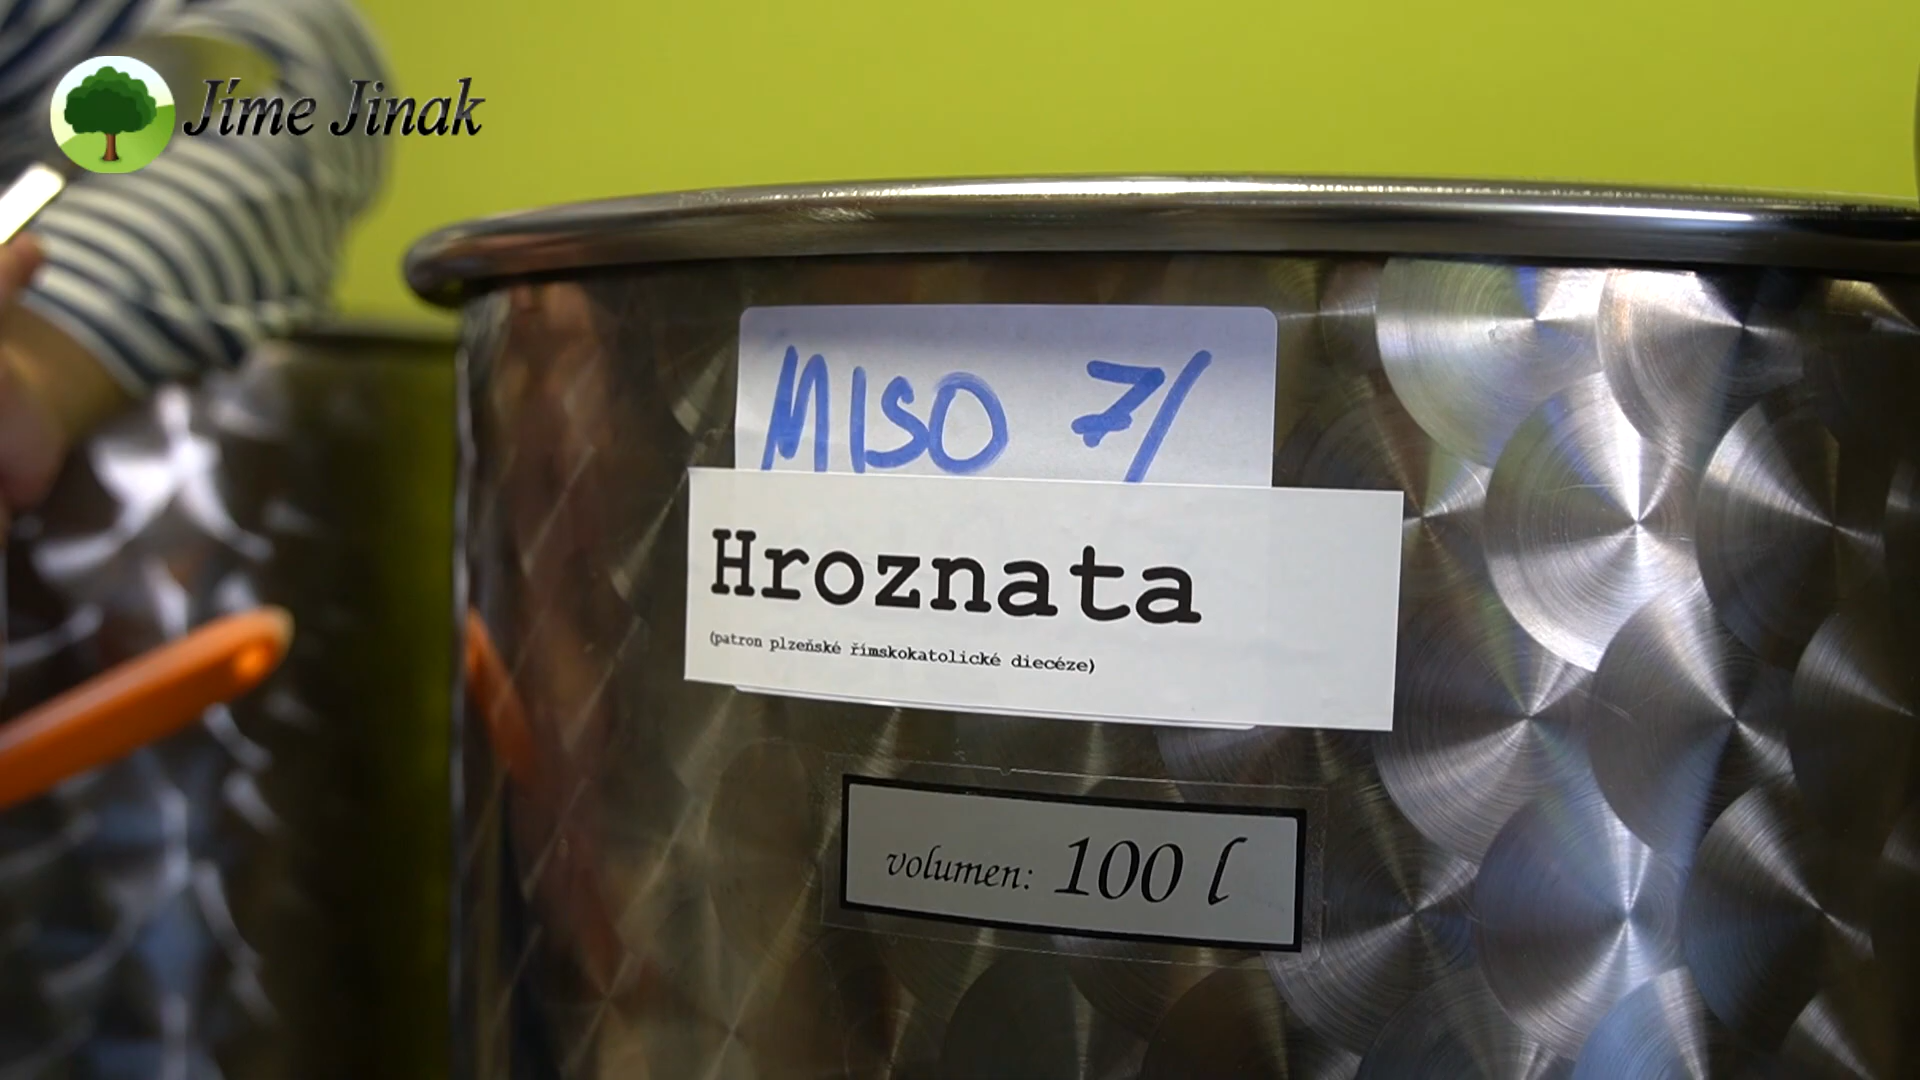 Jíme Jinak
MISO 7/
Hroznata
(patron plzeňské římskokatolické diecéze)
volumen: 100 l